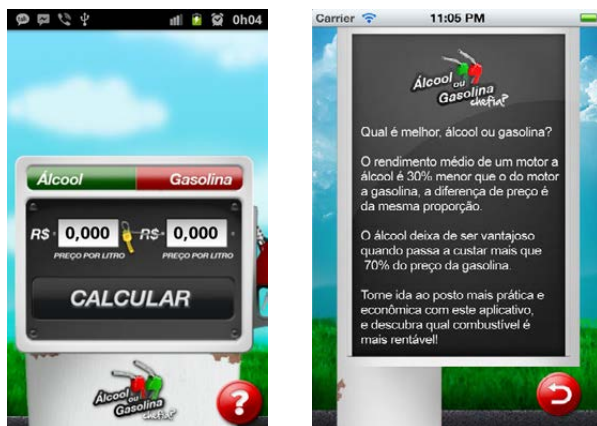 0h04
Álcool Gasolina
R$ 0,000 R$ 0,000
PREÇO POR LITRO PREÇO POR LITRO
CALCULAR
Álcool
ou
Gasolina
chefia?
?
Carrier 11:05 PM
Álcool
ou
Gasolina
chefia?
Qual é melhor, álcool ou gasolina?
O rendimento médio de um motor a
álcool é 30% menor que o do motor
a gasolina, a diferença de preço é
da mesma proporção.
O álcool deixa de ser vantajoso
quando passa a custar mais que
70% do preço da gasolina.
Torne ida ao posto mais prática e
econômica com este aplicativo,
e descubra qual combustível é
mais rentável!